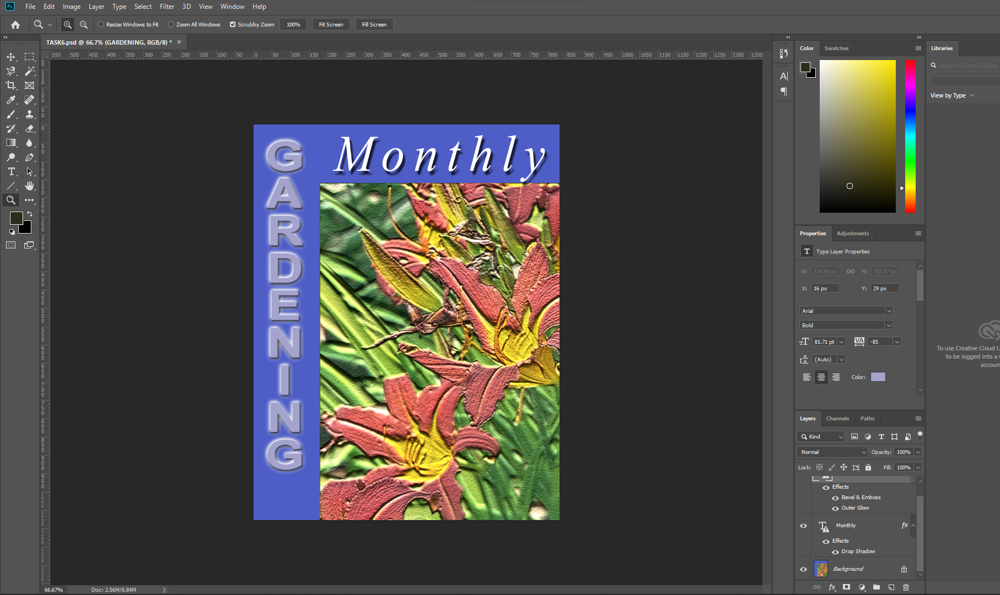 Ps File Edit Image Layer Type Select Filter 3D View Window Help
Resize Windows to Fit Zoom All Windows Scrubby Zoom 100% Fit Screen Fill Screen
TASK6.psd @ 66.7% (GARDENING, RGB/8) * ×
550 500 450 400 350 300 250 200 150 100 50 0 50 100 150 200 250 300 350 400 450 500 550 600 650 700 750 800 850 900 950 1000 1050 1100 1150 1200 1250 1300 1350
Monthly
GARDENING
Color Swatches
Properties Adjustments
T Type Layer Properties
W: 136.86 px H: 915.07 px
X: 16 px Y: 29 px
Arial
Bold
81.71 pt VA -85
(Auto)
Color:
Layers Channels Paths
Kind
Normal Opacity: 100%
Lock: Fill: 100%
Effects
Bevel & Emboss
Outer Glow
Monthly fx
Effects
Drop Shadow
Background
fx
Libraries
Search Current Library
View by Type
To use Creative Cloud Li
to be logged into a
accoun
66.67% Doc: 2.56M/6.84M